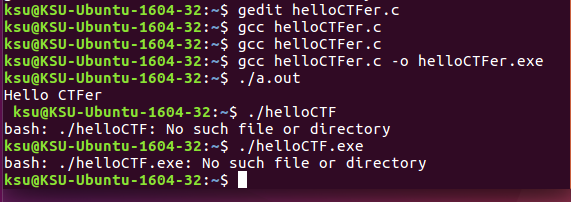 ksu@KSU-Ubuntu-1604-32:~$ gedit helloCTFer.c
ksu@KSU-Ubuntu-1604-32:~$ gcc helloCTFer.c
ksu@KSU-Ubuntu-1604-32:~$ gcc helloCTFer.c
ksu@KSU-Ubuntu-1604-32:~$ gcc helloCTFer.c -o helloCTFer.exe
ksu@KSU-Ubuntu-1604-32:~$ ./a.out
Hello CTFer
 ksu@KSU-Ubuntu-1604-32:~$ ./helloCTF
bash: ./helloCTF: No such file or directory
ksu@KSU-Ubuntu-1604-32:~$ ./helloCTF.exe
bash: ./helloCTF.exe: No such file or directory
ksu@KSU-Ubuntu-1604-32:~$